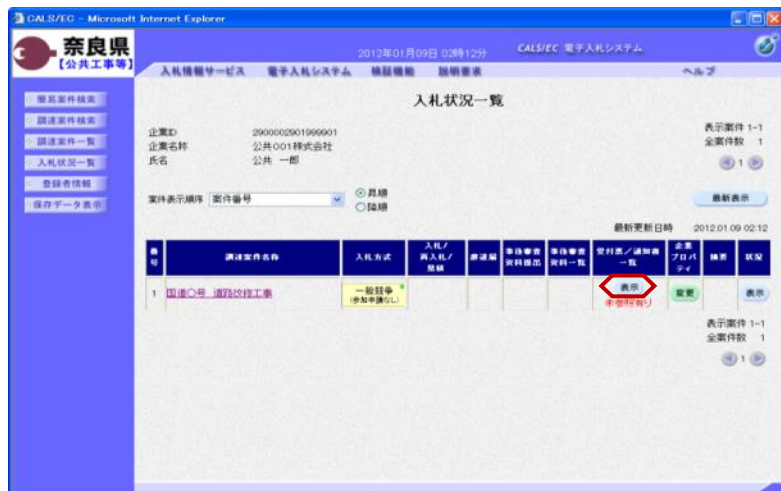 CALS/EC - Microsoft Internet Explorer
奈良県
【公共工事等】
2012年01月09日 02時12分
CALS/EC 電子入札システム
入札情報サービス 電子入札システム 検証機能 説明要求 ヘルプ
簡易案件検索
調達案件検索
調達案件一覧
入札状況一覧
登録者情報
保存データ表示
入札状況一覧
企業ID 2900002901999901
企業名称 公共001株式会社
氏名 公共 一郎
表示案件 1-1
全案件数 1
1
案件表示順序 案件番号
昇順
降順
最新表示
最新更新日時 2012.01.09 02:12
番号 調達案件名称 入札方式 入札/再入札/見積 辞退届 事後審査資料提出 事後審査資料一覧 受付票/通知書一覧 企業プロパティ 摘要 状況
1 国道○号 道路改修工事 一般競争 表示 変更 表示
(参加申請なし) 未参照有り
表示案件 1-1
全案件数 1
1